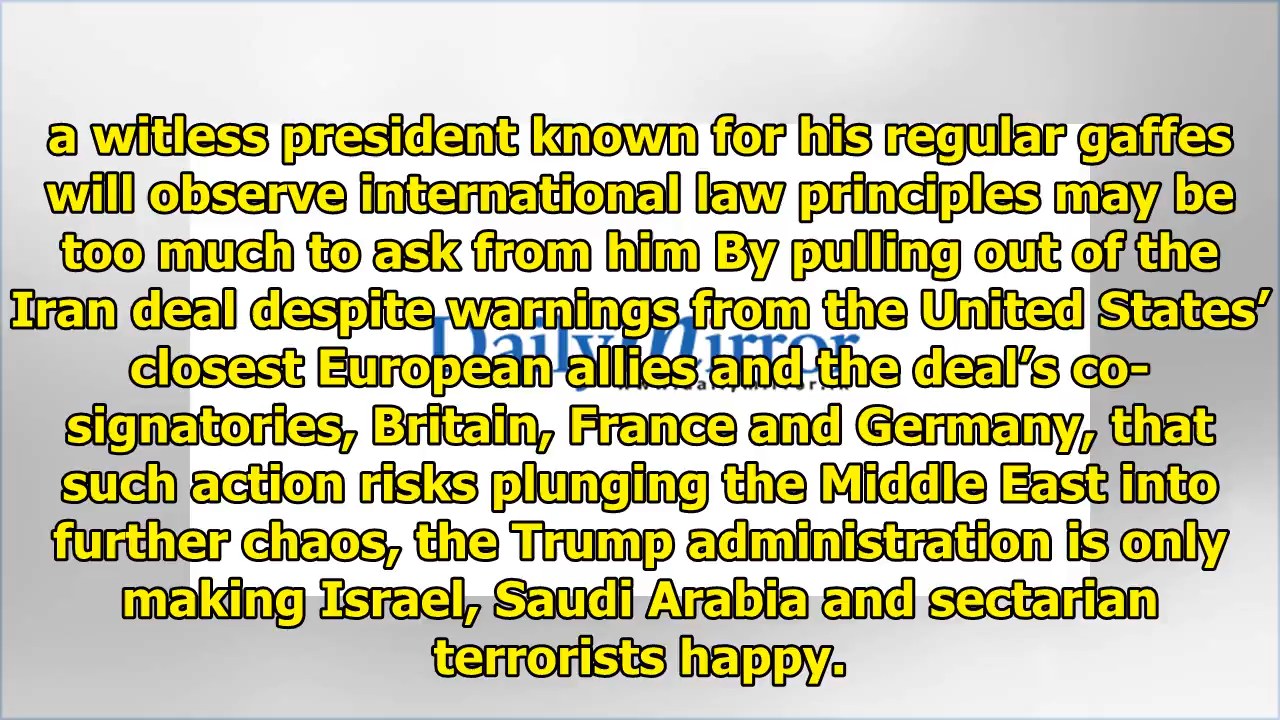 a witless president known for his regular gaffes
will observe international law principles may be
too much to ask from him By pulling out of the
Iran deal despite warnings from the United States’
closest European allies and the deal’s co-
signatories, Britain, France and Germany, that
such action risks plunging the Middle East into
further chaos, the Trump administration is only
making Israel, Saudi Arabia and sectarian
terrorists happy.
Daily Mirror